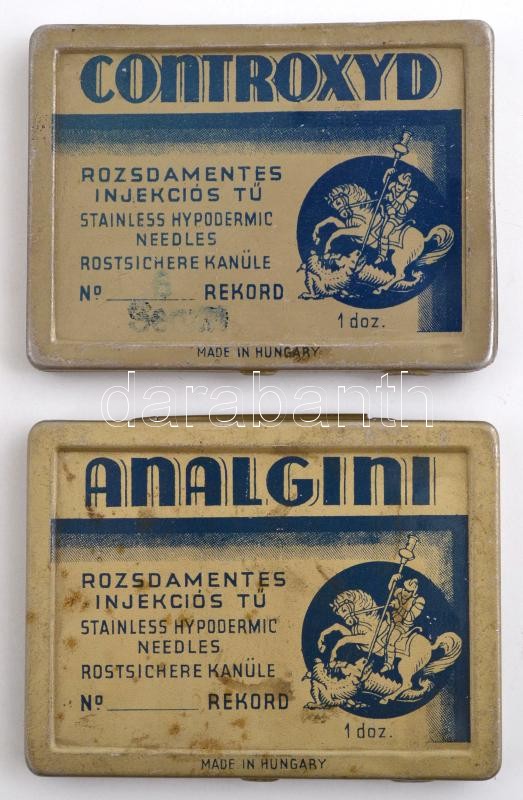 CONTROXYD
ROZSDAMENTES
INJEKCIÓS TŰ
STAINLESS HYPODERMIC
NEEDLES
ROSTSICHERE KANÜLE
Nº 6 REKORD
1 doz.
MADE IN HUNGARY
darabanth
ANALGINI
ROZSDAMENTES
INJEKCIÓS TŰ
STAINLESS HYPODERMIC
NEEDLES
ROSTSICHERE KANÜLE
Nº REKORD
1 doz.
MADE IN HUNGARY